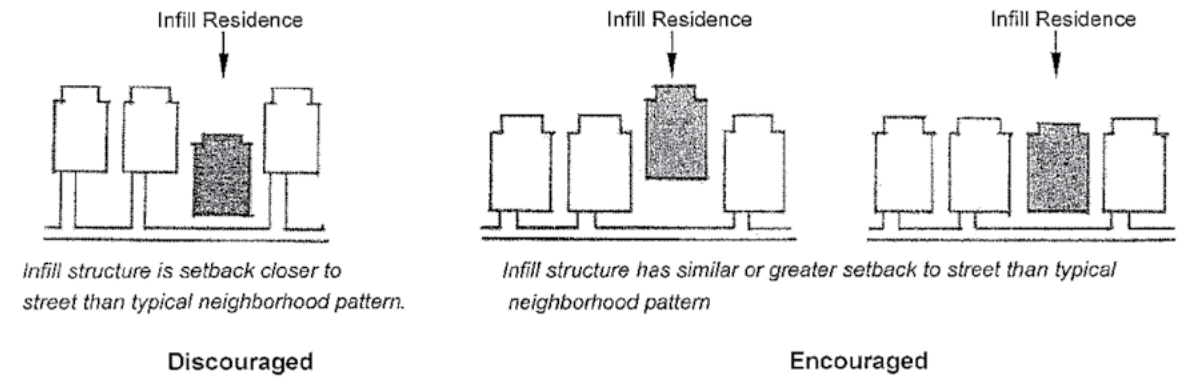 Infill Residence
Infill Residence
Infill Residence
Infill structure is setback closer to
street than typical neighborhood pattern.
Infill structure has similar or greater setback to street than typical
neighborhood pattern
Discouraged
Encouraged